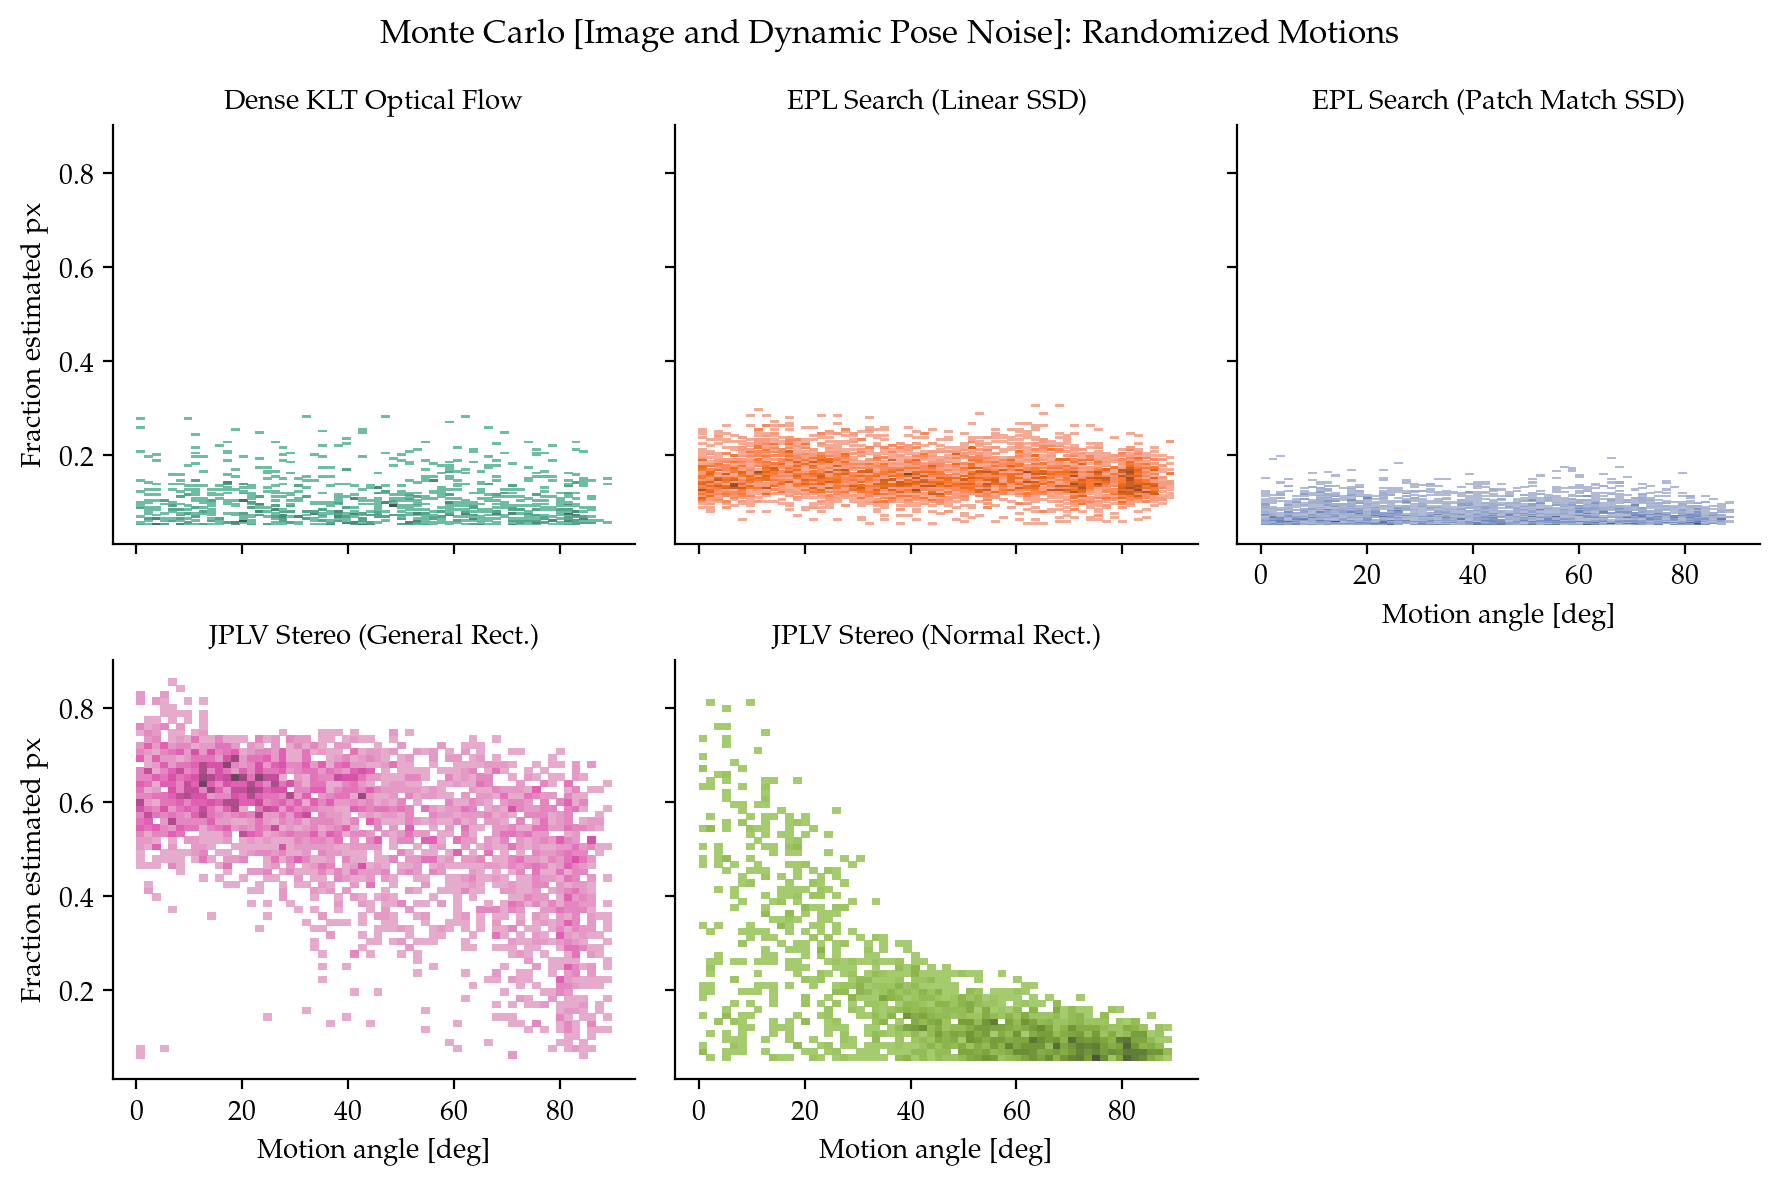 Monte Carlo [Image and Dynamic Pose Noise]: Randomized Motions
Dense KLT Optical Flow
EPL Search (Linear SSD)
EPL Search (Patch Match SSD)
Fraction estimated px
0.8
0.6
0.4
0.2
0 20 40 60 80
Motion angle [deg]
JPLV Stereo (General Rect.)
JPLV Stereo (Normal Rect.)
Fraction estimated px
0.8
0.6
0.4
0.2
0 20 40 60 80
Motion angle [deg]
0 20 40 60 80
Motion angle [deg]